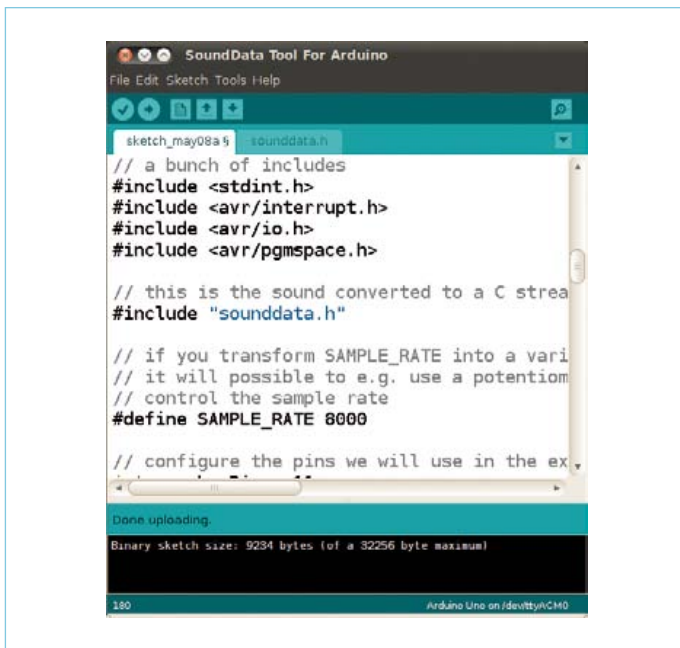 SoundData Tool For Arduino
File Edit Sketch Tools Help
sketch_may08a §
sounddata.h
// a bunch of includes
#include <stdint.h>
#include <avr/interrupt.h>
#include <avr/io.h>
#include <avr/pgmspace.h>
// this is the sound converted to a C strea
#include "sounddata.h"
// if you transform SAMPLE_RATE into a vari
// it will possible to e.g. use a potentiom
// control the sample rate
#define SAMPLE_RATE 8000
// configure the pins we will use in the ex
Done uploading.
Binary sketch size: 9234 bytes (of a 32256 byte maximum)
180
Arduino Uno on /dev/ttyACM0